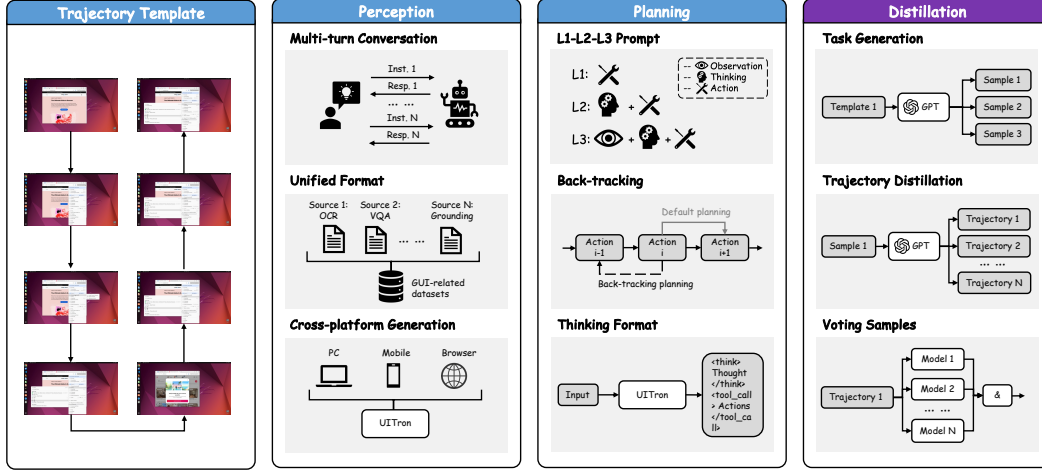 Trajectory Template
Perception
Multi-turn Conversation
Inst. 1
Resp. 1
... ...
Inst. N
Resp. N
Unified Format
Source 1:
OCR
Source 2:
VQA
Source N:
Grounding
... ...
GUI-related
datasets
Cross-platform Generation
PC
Mobile
Browser
UITron
Planning
L1-L2-L3 Prompt
L1:
L2:
+
L3:
+
+
-- Observation
-- Thinking
-- Action
Back-tracking
Default planning
Action
i-1
Action
i
Action
i+1
Back-tracking planning
Thinking Format
Input
UITron
<think>
Thought
</think>
<tool_call
> Actions
</tool_ca
ll>
Distillation
Task Generation
Template 1
GPT
Sample 1
Sample 2
Sample 3
Trajectory Distillation
Sample 1
GPT
Trajectory 1
Trajectory 2
... ...
Trajectory N
Voting Samples
Trajectory 1
Model 1
Model 2
... ...
Model N
&